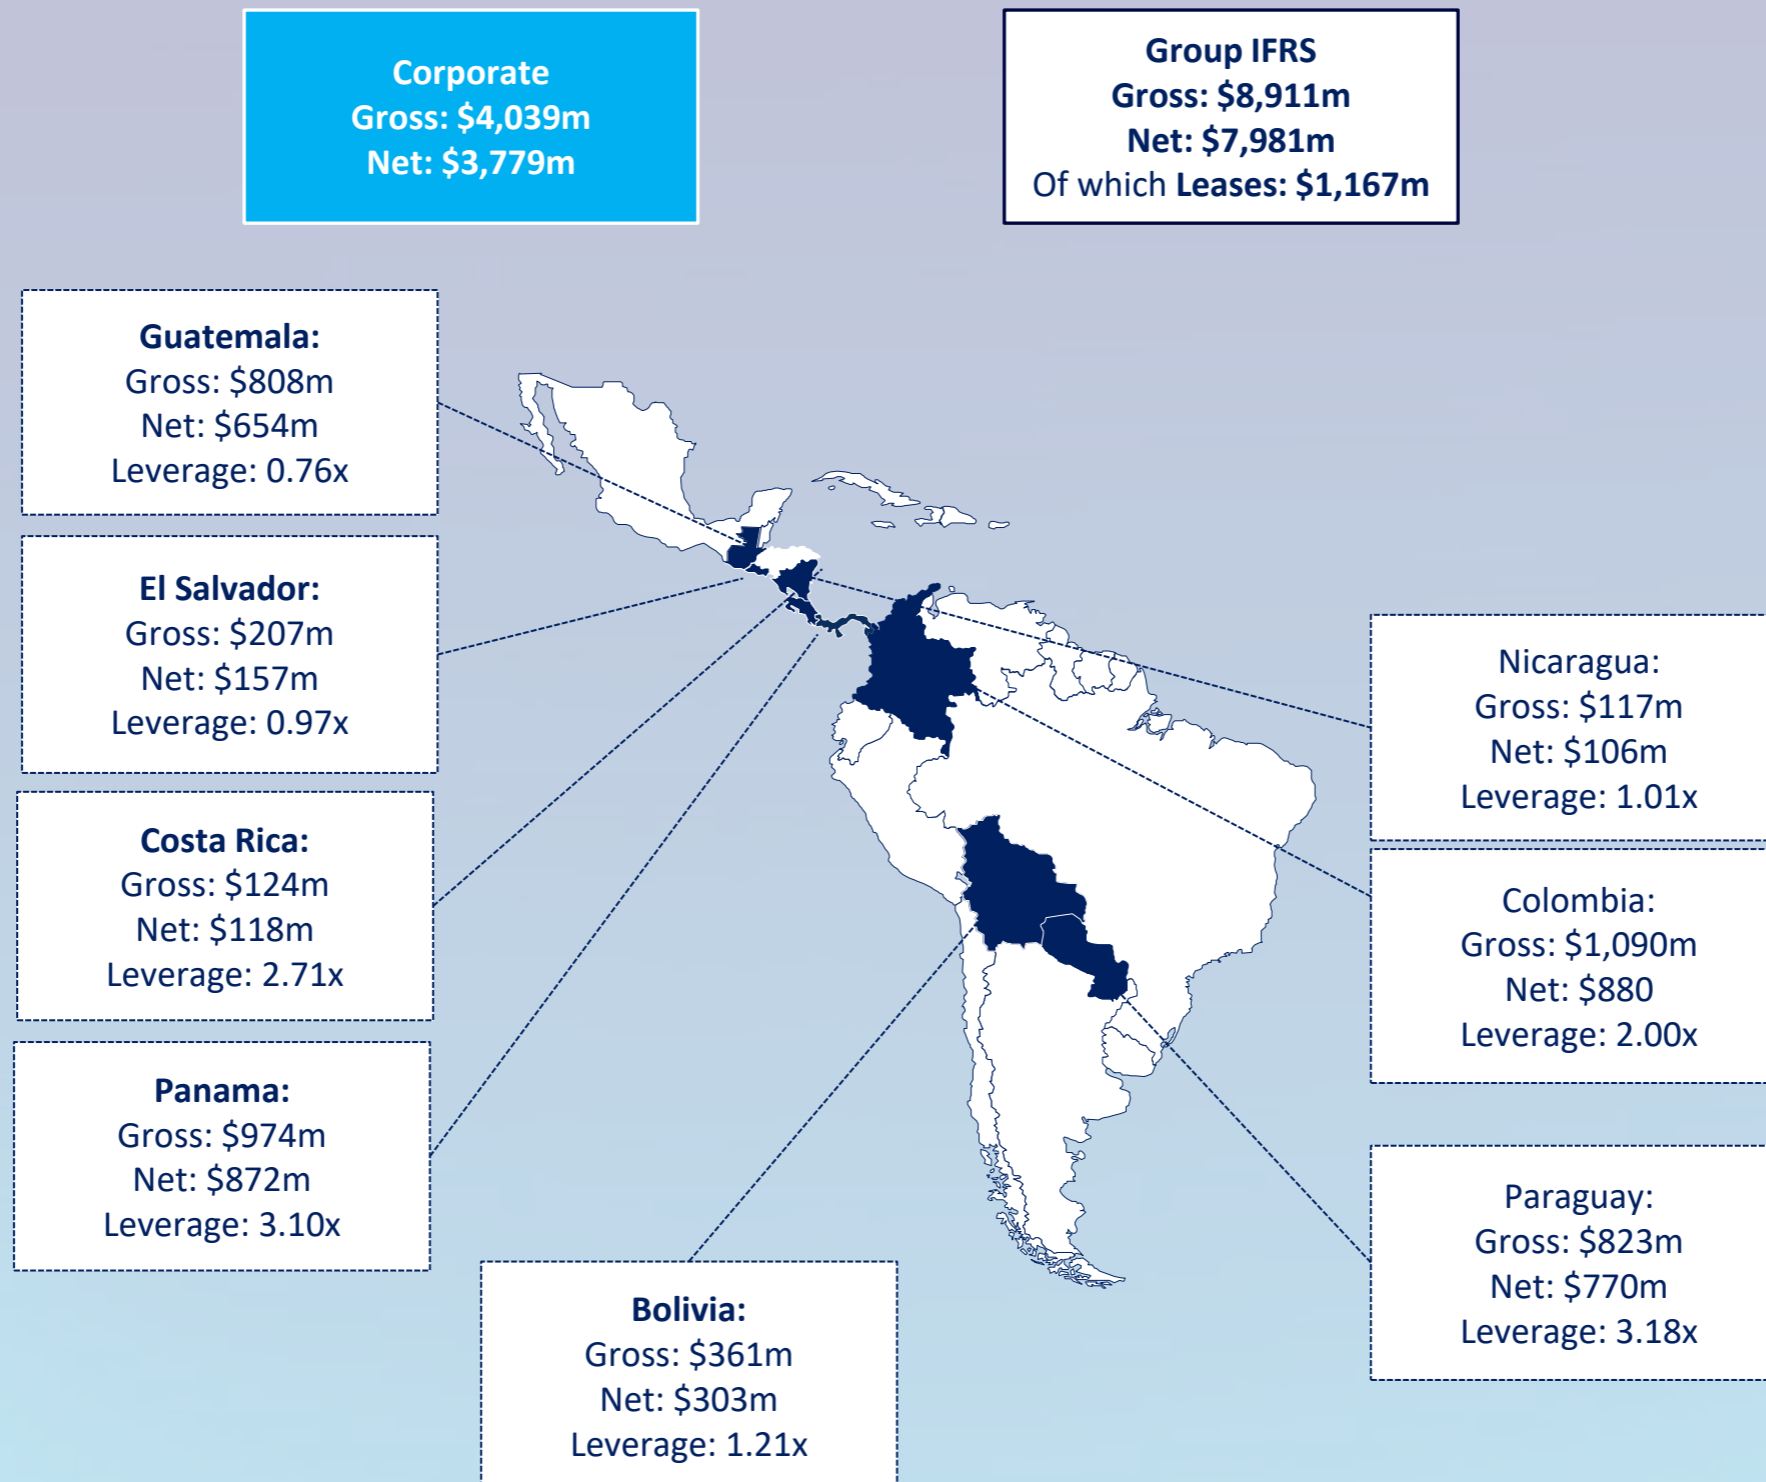 Corporate
Gross: $4,039m
Net: $3,779m
Group IFRS
Gross: $8,911m
Net: $7,981m
Of which Leases: $1,167m
Guatemala:
Gross: $808m
Net: $654m
Leverage: 0.76x
El Salvador:
Gross: $207m
Net: $157m
Leverage: 0.97x
Costa Rica:
Gross: $124m
Net: $118m
Leverage: 2.71x
Panama:
Gross: $974m
Net: $872m
Leverage: 3.10x
Bolivia:
Gross: $361m
Net: $303m
Leverage: 1.21x
Nicaragua:
Gross: $117m
Net: $106m
Leverage: 1.01x
Colombia:
Gross: $1,090m
Net: $880
Leverage: 2.00x
Paraguay:
Gross: $823m
Net: $770m
Leverage: 3.18x